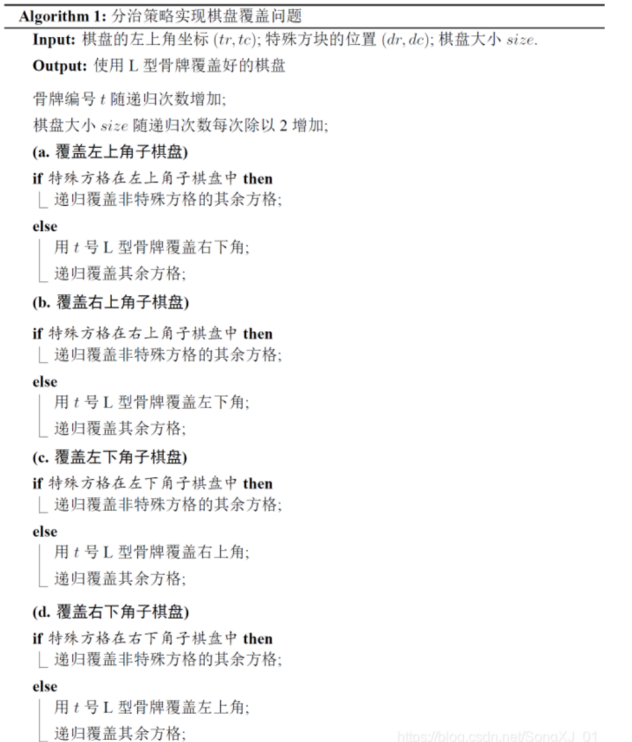 Algorithm 1: 分治策略实现棋盘覆盖问题
Input: 棋盘的左上角坐标 (tr, tc); 特殊方块的位置 (dr, dc); 棋盘大小 size.
Output: 使用 L 型骨牌覆盖好的棋盘
骨牌编号 t 随递归次数增加;
棋盘大小 size 随递归次数每次除以 2 增加;
(a. 覆盖左上角子棋盘)
if 特殊方格在左上角子棋盘中 then
递归覆盖非特殊方格的其余方格;
else
用 t 号 L 型骨牌覆盖右下角;
递归覆盖其余方格;
(b. 覆盖右上角子棋盘)
if 特殊方格在右上角子棋盘中 then
递归覆盖非特殊方格的其余方格;
else
用 t 号 L 型骨牌覆盖左下角;
递归覆盖其余方格;
(c. 覆盖左下角子棋盘)
if 特殊方格在左下角子棋盘中 then
递归覆盖非特殊方格的其余方格;
else
用 t 号 L 型骨牌覆盖右上角;
递归覆盖其余方格;
(d. 覆盖右下角子棋盘)
if 特殊方格在右下角子棋盘中 then
递归覆盖非特殊方格的其余方格;
else
用 t 号 L 型骨牌覆盖左上角;
递归覆盖其余方格;
https://blog.csdn.net/SongXJ_01